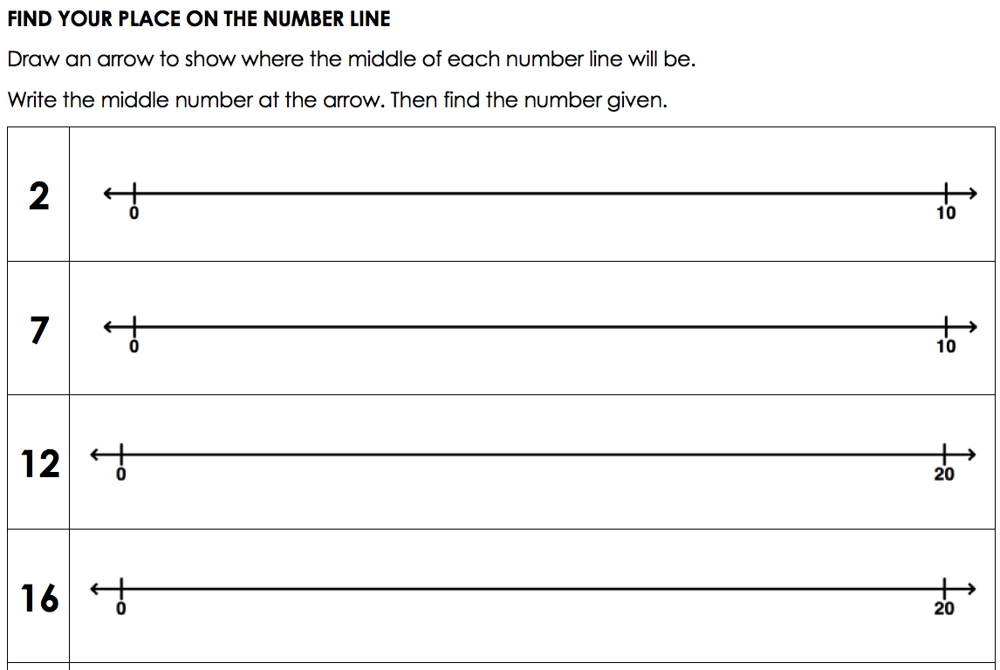 FIND YOUR PLACE ON THE NUMBER LINE
Draw an arrow to show where the middle of each number line will be.
Write the middle number at the arrow. Then find the number given.
2
0 10
7
0 10
12
0 20
16
0 20